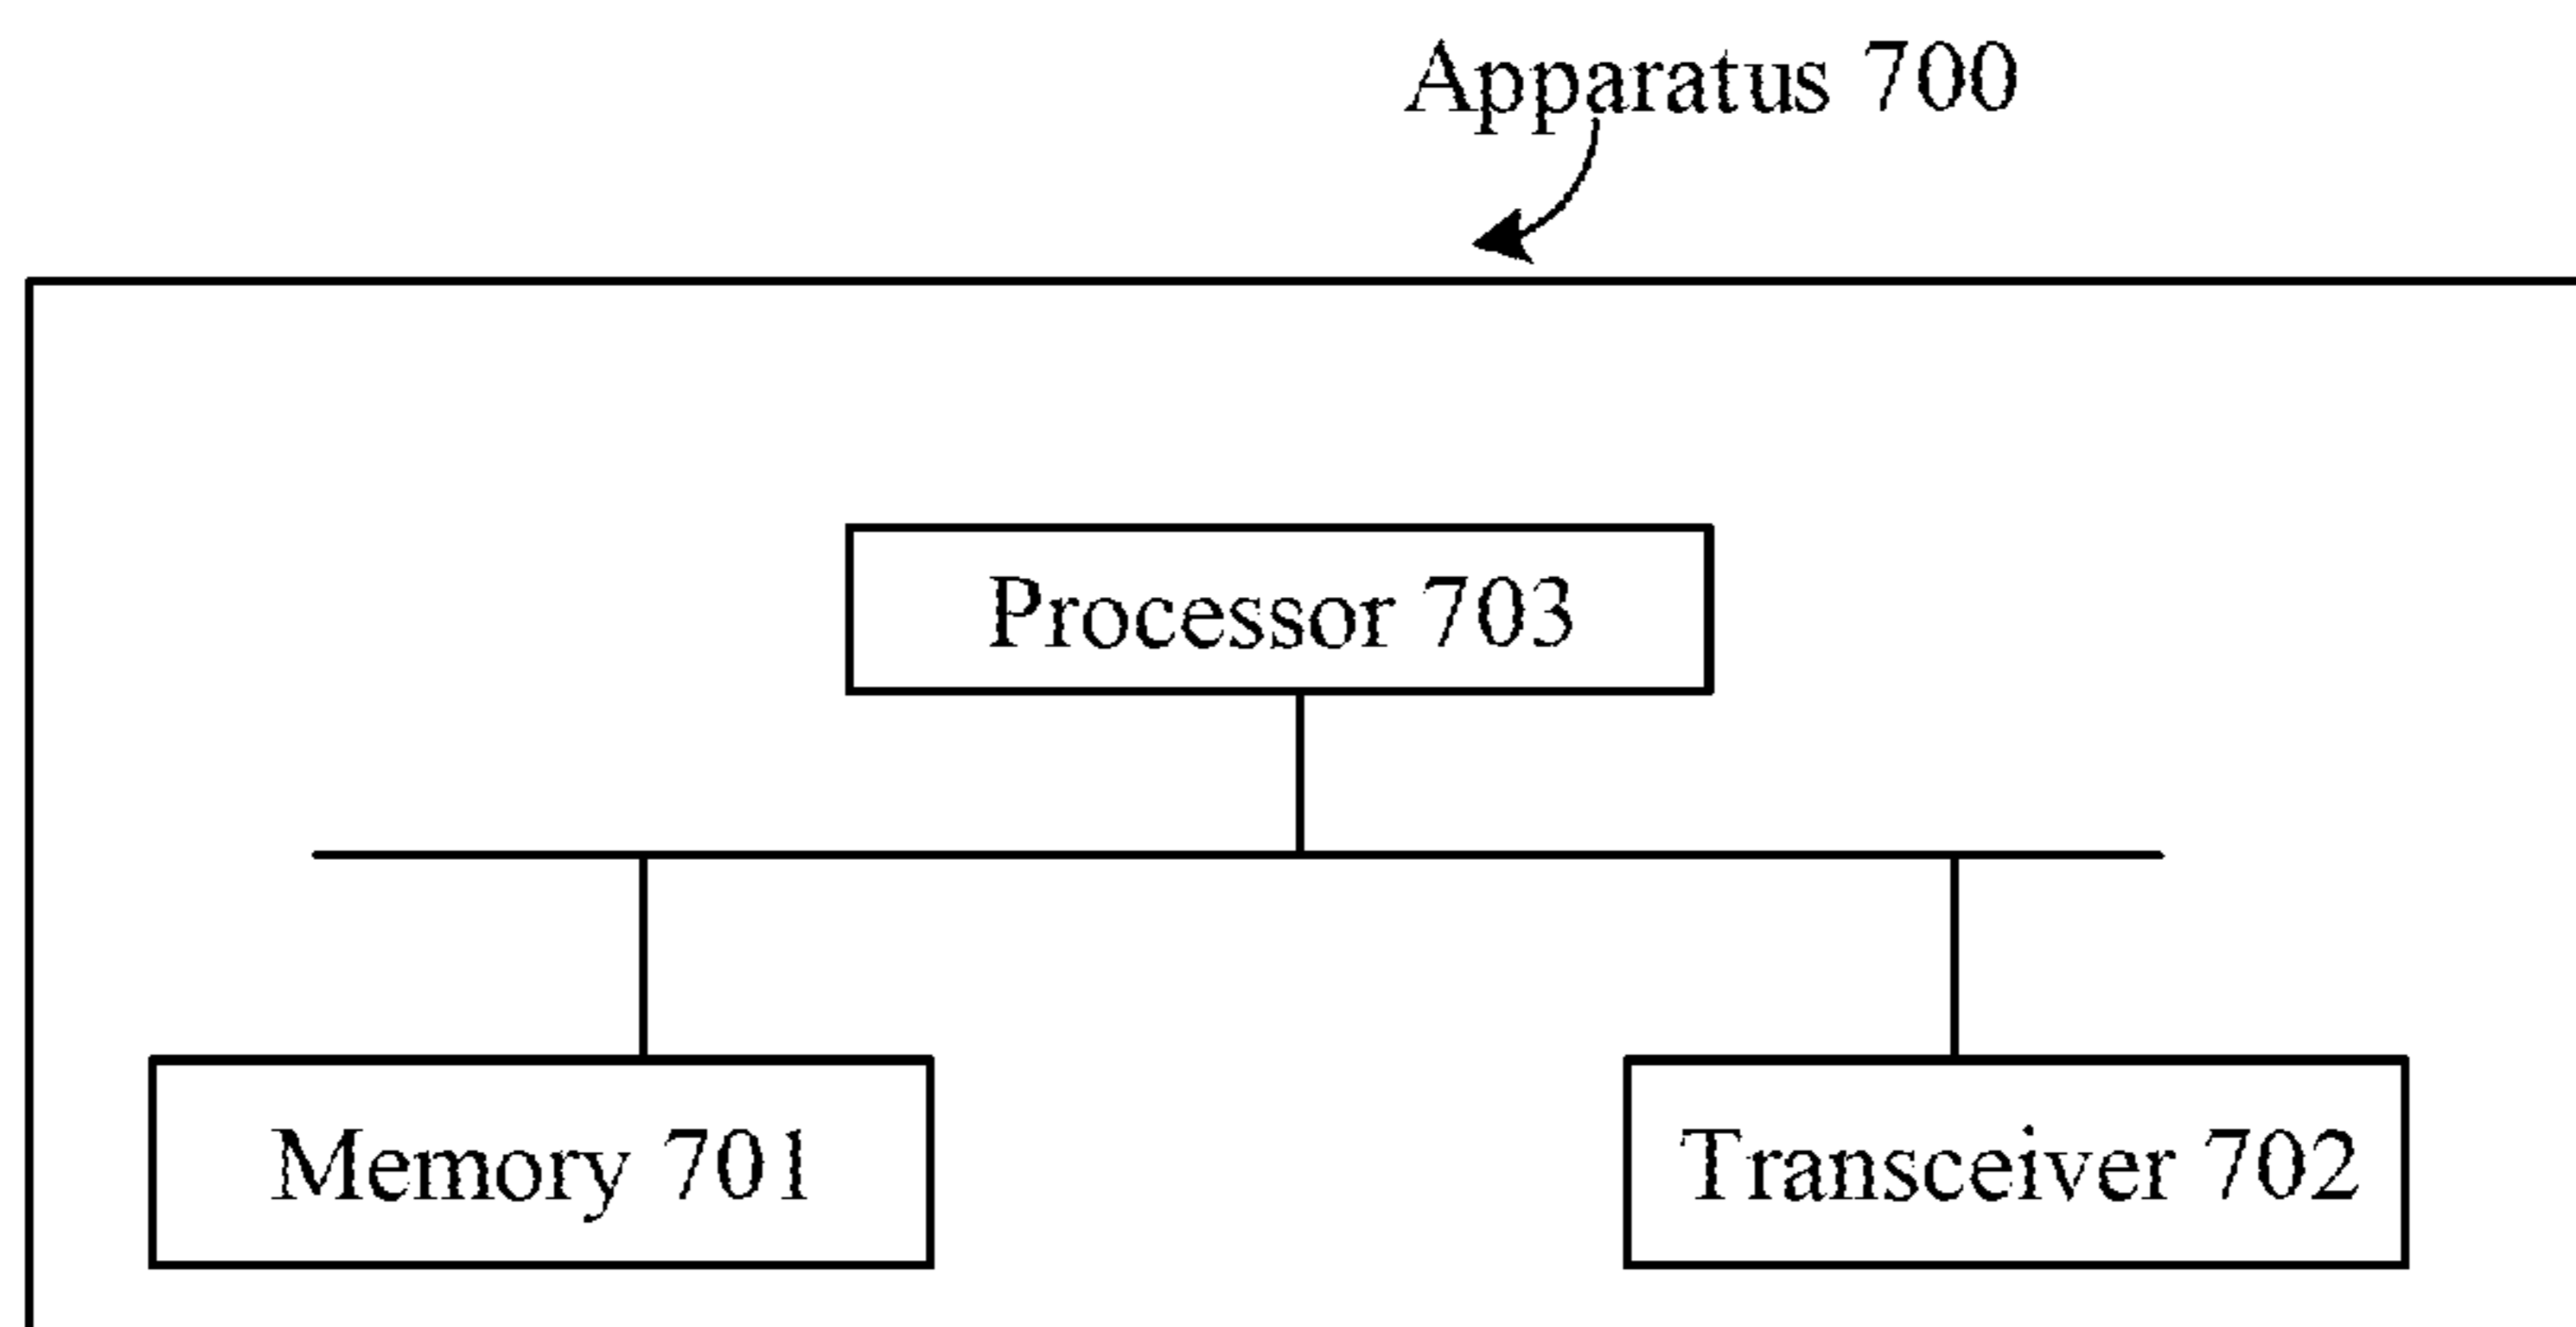 Apparatus 700
Processor 703
Memory 701
Transceiver 702